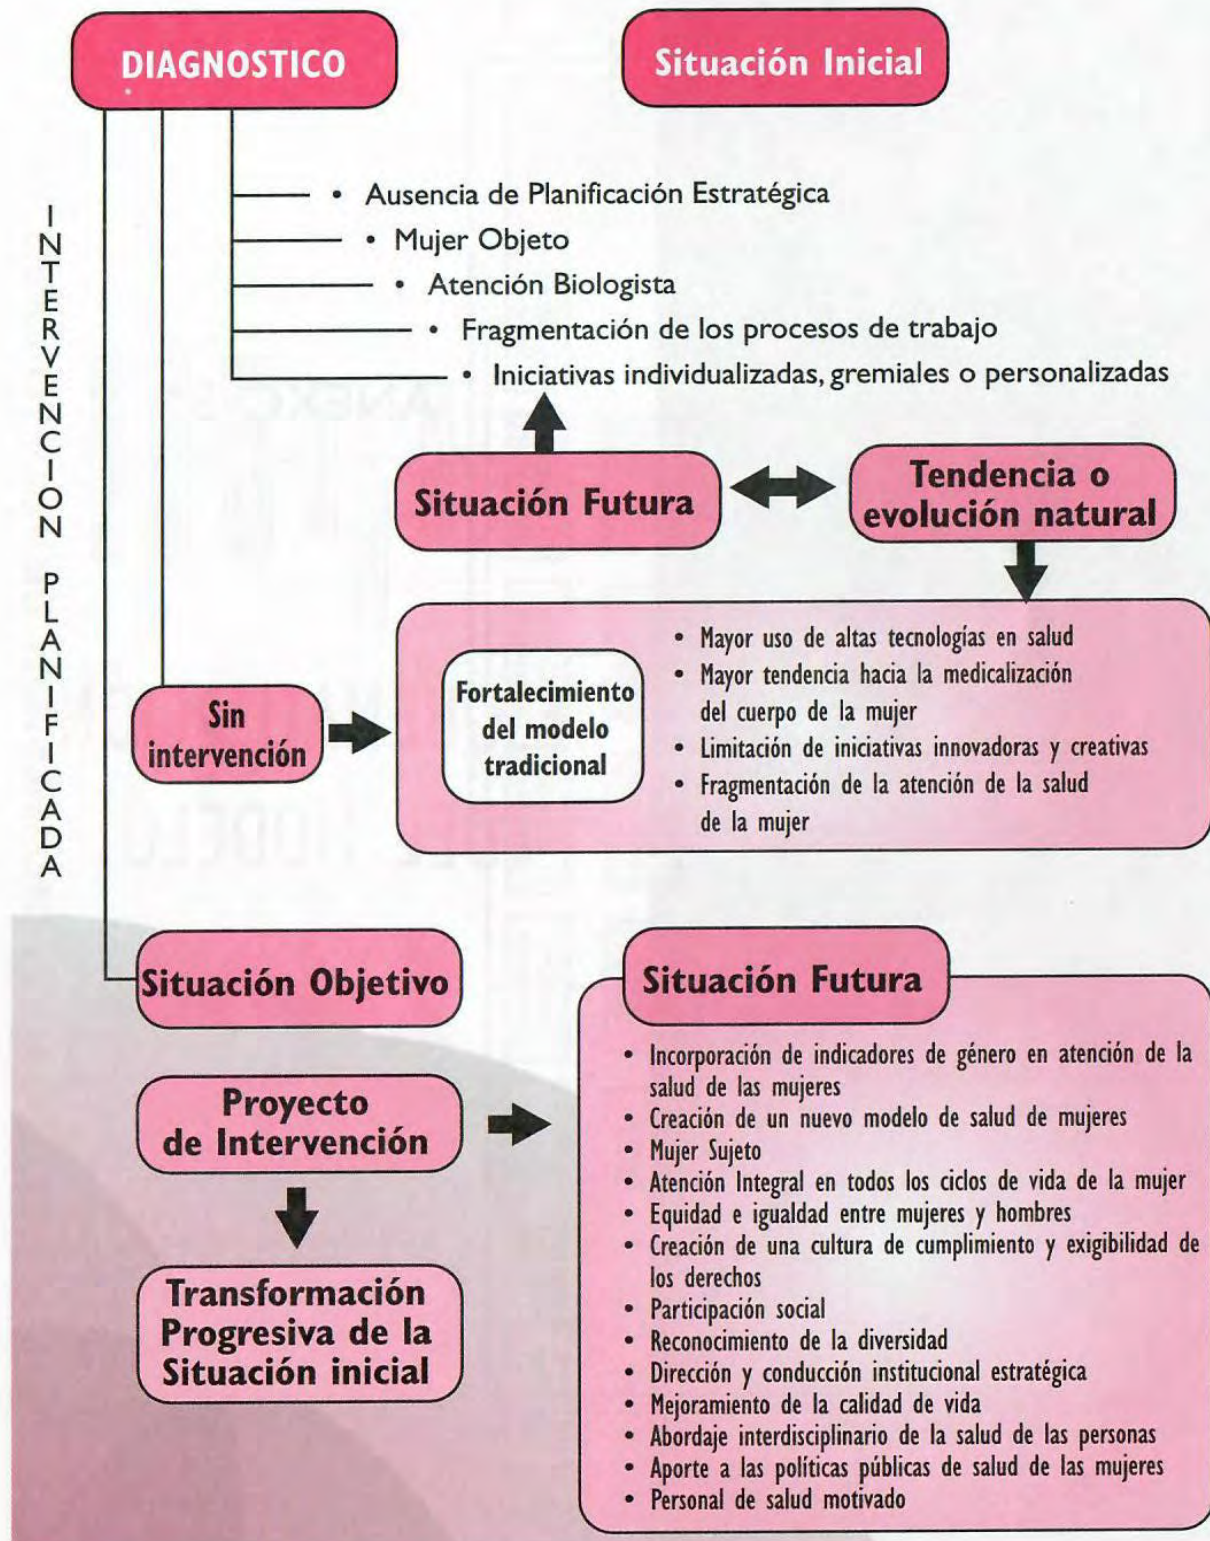 DIAGNOSTICO
Situación Inicial
INTERVENCION PLANIFICADA
• Ausencia de Planificación Estratégica
• Mujer Objeto
• Atención Biologista
• Fragmentación de los procesos de trabajo
• Iniciativas individualizadas, gremiales o personalizadas
Situación Futura
Tendencia o
evolución natural
Sin
intervención
Fortalecimiento
del modelo
tradicional
• Mayor uso de altas tecnologías en salud
• Mayor tendencia hacia la medicalización
del cuerpo de la mujer
• Limitación de iniciativas innovadoras y creativas
• Fragmentación de la atención de la salud
de la mujer
Situación Objetivo
Proyecto
de Intervención
Transformación
Progresiva de la
Situación inicial
Situación Futura
• Incorporación de indicadores de género en atención de la
salud de las mujeres
• Creación de un nuevo modelo de salud de mujeres
• Mujer Sujeto
• Atención Integral en todos los ciclos de vida de la mujer
• Equidad e igualdad entre mujeres y hombres
• Creación de una cultura de cumplimiento y exigibilidad de
los derechos
• Participación social
• Reconocimiento de la diversidad
• Dirección y conducción institucional estratégica
• Mejoramiento de la calidad de vida
• Abordaje interdisciplinario de la salud de las personas
• Aporte a las políticas públicas de salud de las mujeres
• Personal de salud motivado